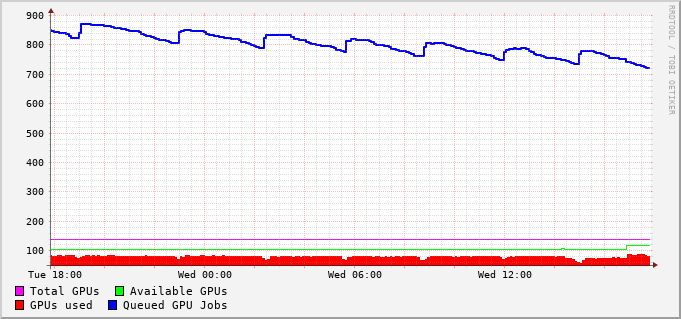 900
800
700
600
500
400
300
200
100
Tue 18:00 Wed 00:00 Wed 06:00 Wed 12:00
Total GPUs Available GPUs
GPUs used Queued GPU Jobs
RRDTOOL / TOBI OETIKER